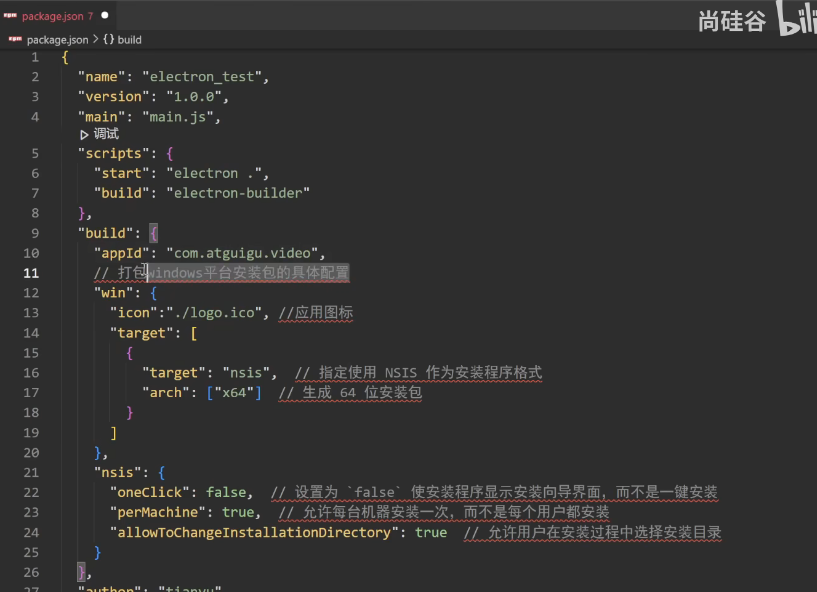 package.json 7
尚硅谷 bili
package.json > {} build
1 {
2 "name": "electron_test",
3 "version": "1.0.0",
4 "main": "main.js",
调试
5 "scripts": {
6 "start": "electron .",
7 "build": "electron-builder"
8 },
9 "build": {
10 "appId": "com.atguigu.video",
11 // 打包windows平台安装包的具体配置
12 "win": {
13 "icon":"./logo.ico", //应用图标
14 "target": [
15 {
16 "target": "nsis", // 指定使用 NSIS 作为安装程序格式
17 "arch": ["x64"] // 生成 64 位安装包
18 }
19 ]
20 },
21 "nsis": {
22 "oneClick": false, // 设置为 `false` 使安装程序显示安装向导界面，而不是一键安装
23 "perMachine": true, // 允许每台机器安装一次，而不是每个用户都安装
24 "allowToChangeInstallationDirectory": true // 允许用户在安装过程中选择安装目录
25 }
26 },
27 "author": "tianyu",